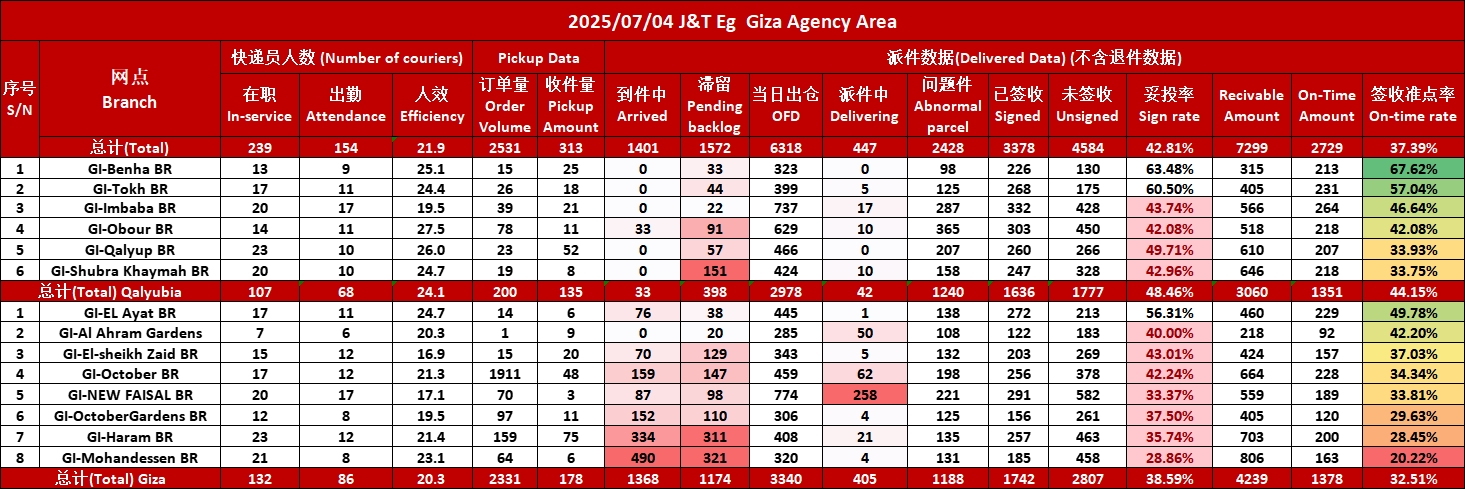 2025/07/04 J&T Eg  Giza Agency Area
序号 S/N 网点 Branch 快递员人数 (Number of couriers) Pickup Data 派件数据(Delivered Data) (不含退件数据)
在职 In-service 出勤 Attendance 人效 Efficiency 订单量 Order Volume 收件量 Pickup Amount 到件中 Arrived 滞留 Pending backlog 当日出仓 OFD 派件中 Delivering 问题件 Abnormal parcel 已签收 Signed 未签收 Unsigned 妥投率 Sign rate Recivable Amount On-Time Amount 签收准点率 On-time rate
总计(Total) 239 154 21.9 2531 313 1401 1572 6318 447 2428 3378 4584 42.81% 7299 2729 37.39%
1 GI-Benha BR 13 9 25.1 15 25 0 33 323 0 98 226 130 63.48% 315 213 67.62%
2 GI-Tokh BR 17 11 24.4 26 18 0 44 399 5 125 268 175 60.50% 405 231 57.04%
3 GI-Imbaba BR 20 17 19.5 39 21 0 22 737 17 287 332 428 43.74% 566 264 46.64%
4 GI-Obour BR 14 11 27.5 78 11 33 91 629 10 365 303 450 42.08% 518 218 42.08%
5 GI-Qalyup BR 23 10 26.0 23 52 0 57 466 0 207 260 266 49.71% 610 207 33.93%
6 GI-Shubra Khaymah BR 20 10 24.7 19 8 0 151 424 10 158 247 328 42.96% 646 218 33.75%
总计(Total) Qalyubia 107 68 24.1 200 135 33 398 2978 42 1240 1636 1777 48.46% 3060 1351 44.15%
1 GI-EL Ayat BR 17 11 24.7 14 6 76 38 445 1 138 272 213 56.31% 460 229 49.78%
2 GI-Al Ahram Gardens 7 6 20.3 1 9 0 20 285 50 108 122 183 40.00% 218 92 42.20%
3 GI-El-sheikh Zaid BR 15 12 16.9 15 20 70 129 343 5 132 203 269 43.01% 424 157 37.03%
4 GI-October BR 17 12 21.3 1911 48 159 147 459 62 198 256 378 42.24% 664 228 34.34%
5 GI-NEW FAISAL BR 20 17 17.1 70 3 87 98 774 258 221 291 582 33.37% 559 189 33.81%
6 GI-OctoberGardens BR 12 8 19.5 97 11 152 110 306 4 125 156 261 37.50% 405 120 29.63%
7 GI-Haram BR 23 12 21.4 159 75 334 311 408 21 135 257 463 35.74% 703 200 28.45%
8 GI-Mohandessen BR 21 8 23.1 64 6 490 321 320 4 131 185 458 28.86% 806 163 20.22%
总计(Total) Giza 132 86 20.3 2331 178 1368 1174 3340 405 1188 1742 2807 38.59% 4239 1378 32.51%